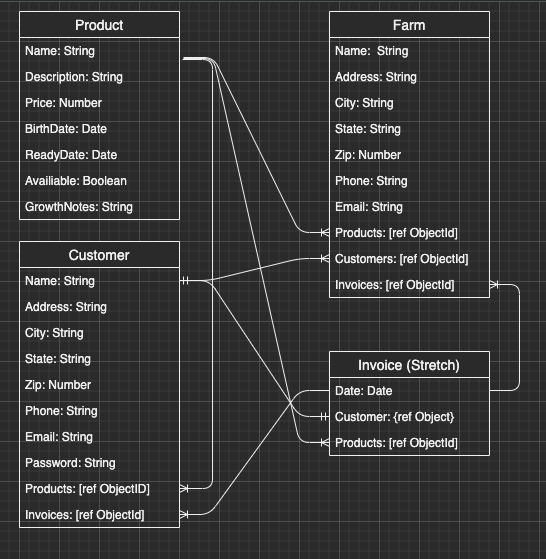 Product
Name: String
Description: String
Price: Number
BirthDate: Date
ReadyDate: Date
Availiable: Boolean
GrowthNotes: String
Customer
Name: String
Address: String
City: String
State: String
Zip: Number
Phone: String
Email: String
Password: String
Products: [ref ObjectID]
Invoices: [ref ObjectId]
Farm
Name:  String
Address: String
City: String
State: String
Zip: Number
Phone: String
Email: String
Products: [ref ObjectId]
Customers: [ref ObjectId]
Invoices: [ref ObjectId]
Invoice (Stretch)
Date: Date
Customer: {ref Object}
Products: [ref ObjectId]